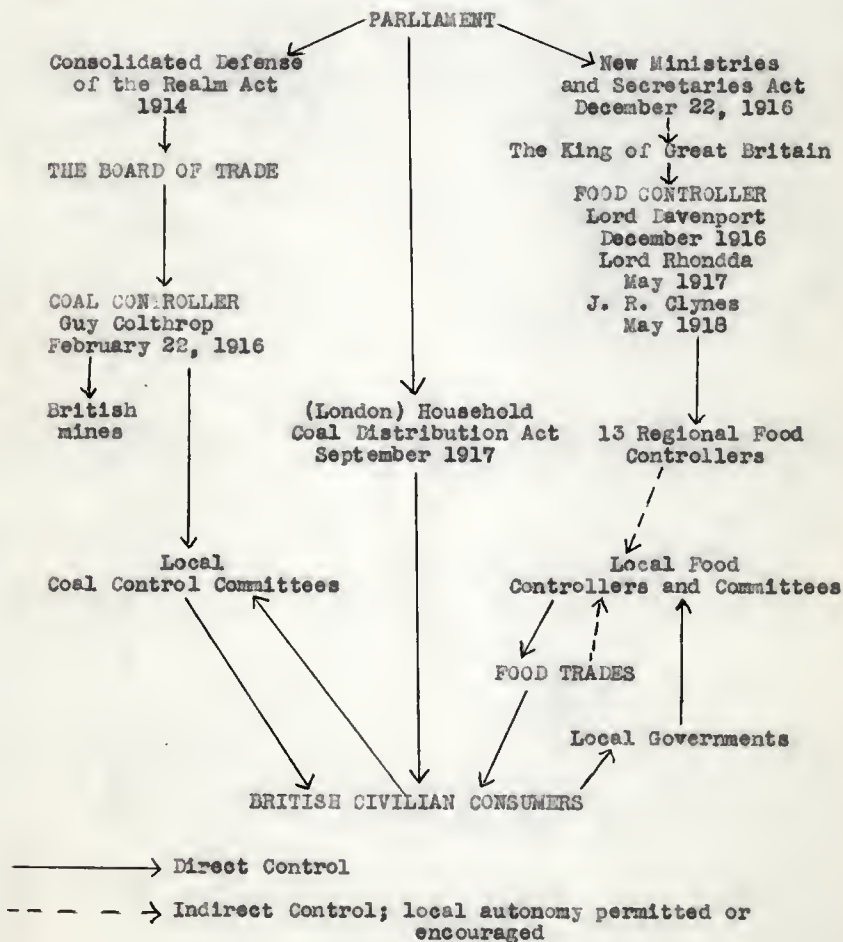 PARLIAMENT
Consolidated Defense
of the Realm Act
1914
THE BOARD OF TRADE
COAL CONTROLLER
Guy Colthrop
February 22, 1916
British
mines
Local
Coal Control Committees
(London) Household
Coal Distribution Act
September 1917
New Ministries
and Secretaries Act
December 22, 1916
The King of Great Britain
FOOD CONTROLLER
Lord Davenport
December 1916
Lord Rhondda
May 1917
J. R. Clynes
May 1918
13 Regional Food
Controllers
Local Food
Controllers and Committees
FOOD TRADES
Local Governments
BRITISH CIVILIAN CONSUMERS
Direct Control
Indirect Control; local autonomy permitted or
encouraged